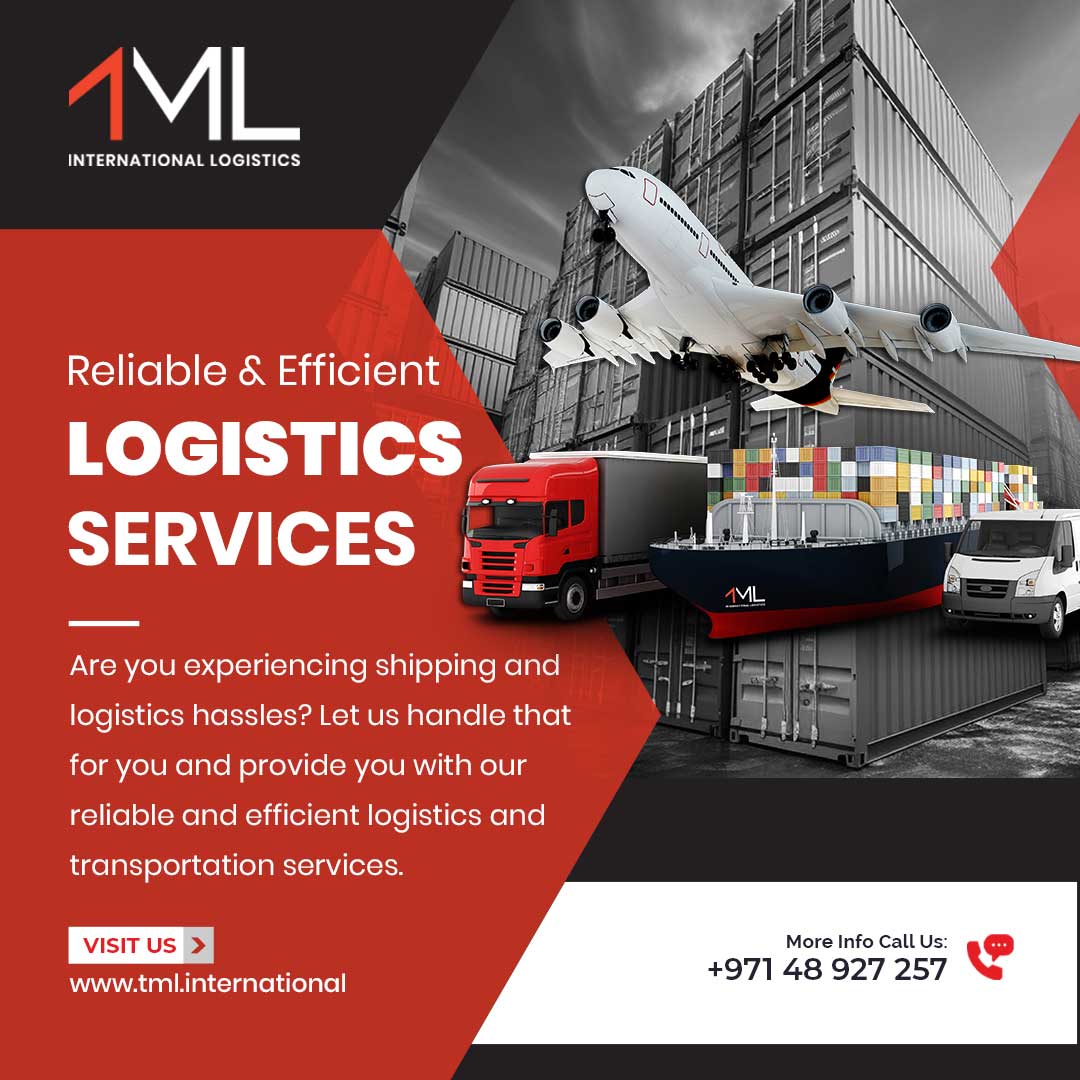 TML
INTERNATIONAL LOGISTICS
Reliable & Efficient
LOGISTICS
SERVICES
Are you experiencing shipping and
logistics hassles? Let us handle that
for you and provide you with our
reliable and efficient logistics and
transportation services.
VISIT US
www.tml.international
TML
INTERNATIONAL LOGISTICS
More Info Call Us:
+971 48 927 257